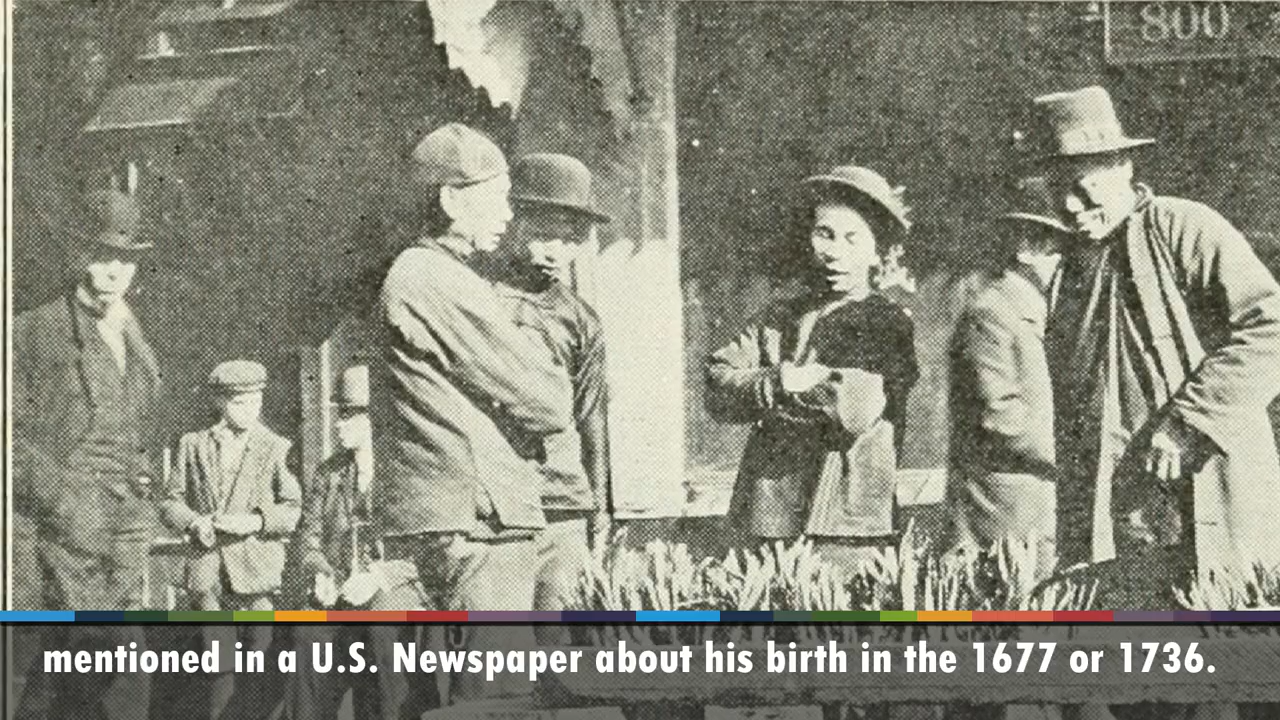 800
mentioned in a U.S. Newspaper about his birth in the 1677 or 1736.